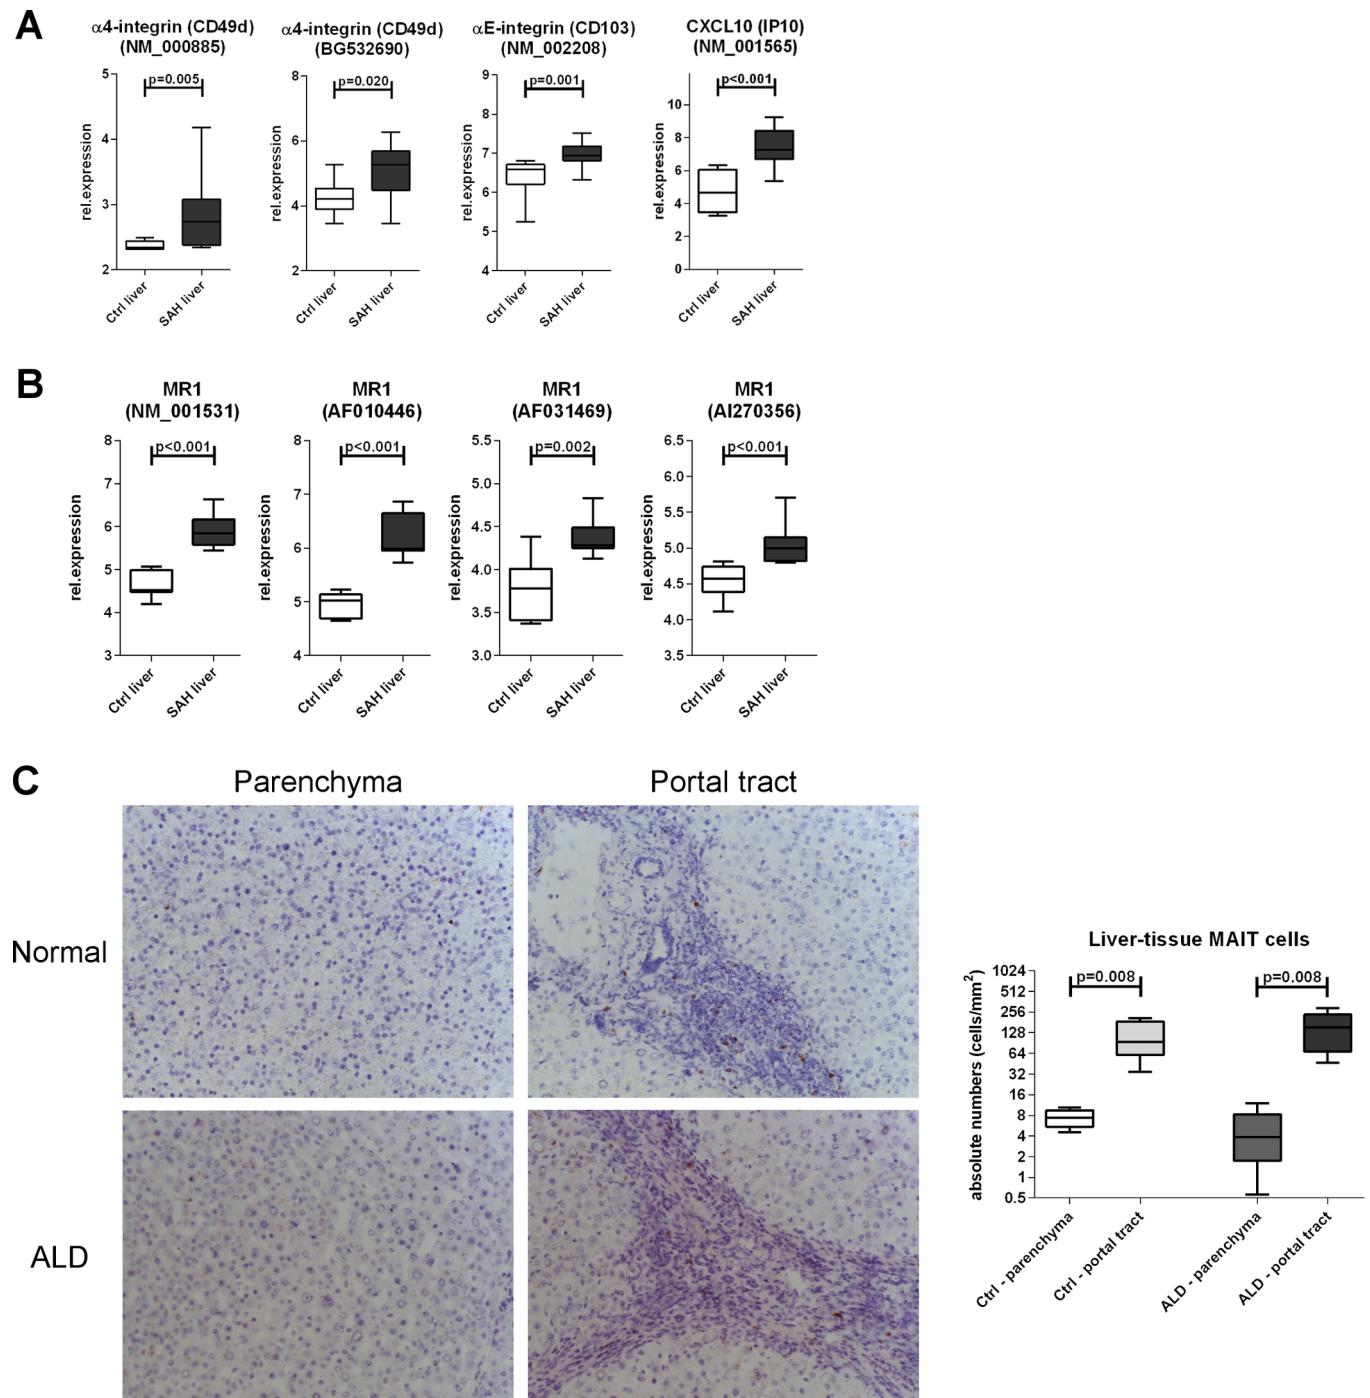 A
α4-integrin (CD49d)
(NM_000885)
p=0.005
rel.expression
5
4
3
2
Ctrl liver
SAH liver
α4-integrin (CD49d)
(BG532690)
p=0.020
rel.expression
8
6
4
2
Ctrl liver
SAH liver
αE-integrin (CD103)
(NM_002208)
p=0.001
rel.expression
9
8
7
6
5
4
Ctrl liver
SAH liver
CXCL10 (IP10)
(NM_001565)
p<0.001
rel.expression
10
8
6
4
2
0
Ctrl liver
SAH liver
B
MR1
(NM_001531)
p<0.001
rel.expression
8
7
6
5
4
3
Ctrl liver
SAH liver
MR1
(AF010446)
p<0.001
rel.expression
8
7
6
5
4
Ctrl liver
SAH liver
MR1
(AF031469)
p=0.002
rel.expression
5.5
5.0
4.5
4.0
3.5
3.0
Ctrl liver
SAH liver
MR1
(AI270356)
p<0.001
rel.expression
6.5
6.0
5.5
5.0
4.5
4.0
3.5
Ctrl liver
SAH liver
C
Parenchyma
Portal tract
Normal
ALD
Liver-tissue MAIT cells
p=0.008
p=0.008
absolute numbers (cells/mm²)
1024
512
256
128
64
32
16
8
4
2
1
0.5
Ctrl - parenchyma
Ctrl - portal tract
ALD - parenchyma
ALD - portal tract